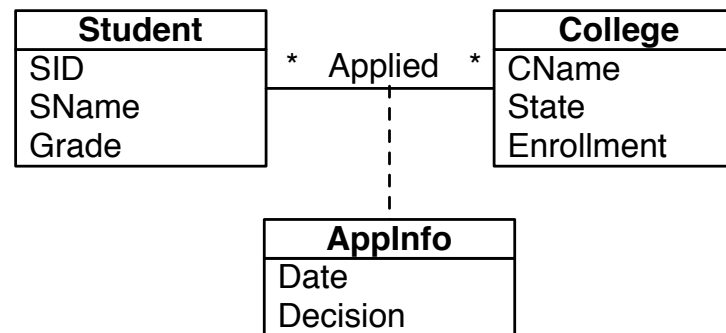 Student
SID
SName
Grade
* Applied *
College
CName
State
Enrollment
AppInfo
Date
Decision